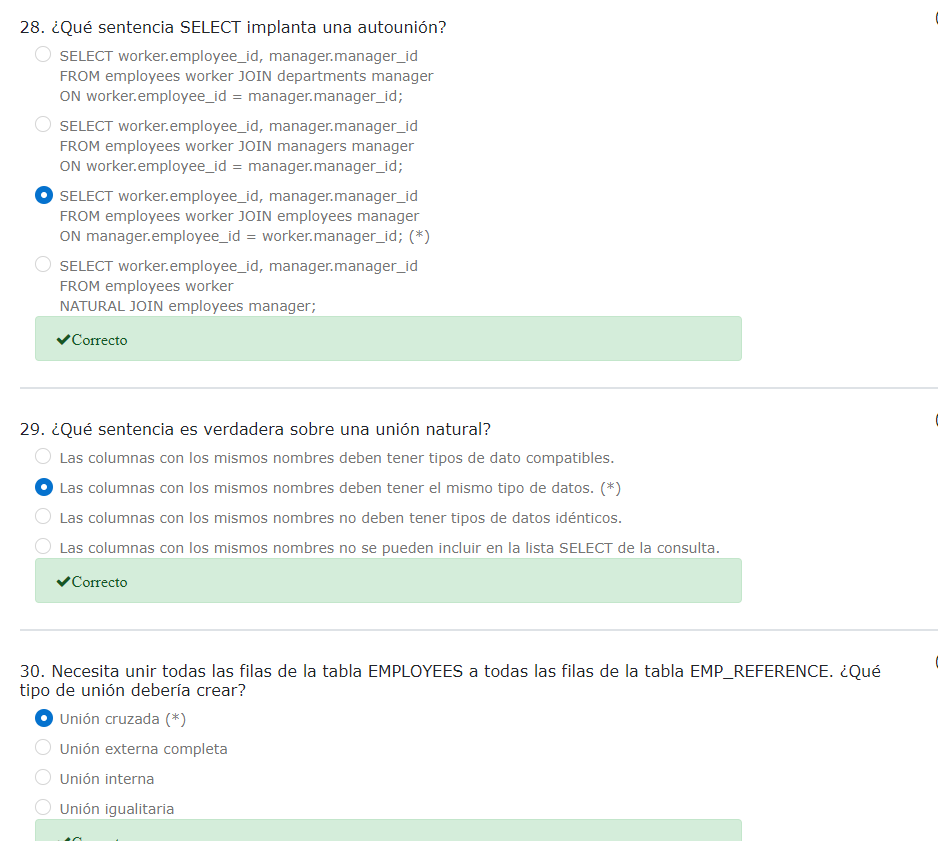 28. ¿Qué sentencia SELECT implanta una autounión?
SELECT worker.employee_id, manager.manager_id
FROM employees worker JOIN departments manager
ON worker.employee_id = manager.manager_id;
SELECT worker.employee_id, manager.manager_id
FROM employees worker JOIN managers manager
ON worker.employee_id = manager.manager_id;
SELECT worker.employee_id, manager.manager_id
FROM employees worker JOIN employees manager
ON manager.employee_id = worker.manager_id; (*)
SELECT worker.employee_id, manager.manager_id
FROM employees worker
NATURAL JOIN employees manager;
Correcto
29. ¿Qué sentencia es verdadera sobre una unión natural?
Las columnas con los mismos nombres deben tener tipos de dato compatibles.
Las columnas con los mismos nombres deben tener el mismo tipo de datos. (*)
Las columnas con los mismos nombres no deben tener tipos de datos idénticos.
Las columnas con los mismos nombres no se pueden incluir en la lista SELECT de la consulta.
Correcto
30. Necesita unir todas las filas de la tabla EMPLOYEES a todas las filas de la tabla EMP_REFERENCE. ¿Qué
tipo de unión debería crear?
Unión cruzada (*)
Unión externa completa
Unión interna
Unión igualitaria